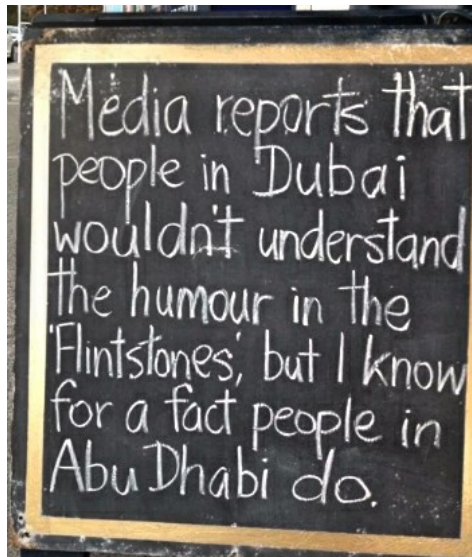 Media reports that
people in Dubai
wouldn't understand
the humour in the
'Flintstones', but I know
for a fact people in
Abu Dhabi do.